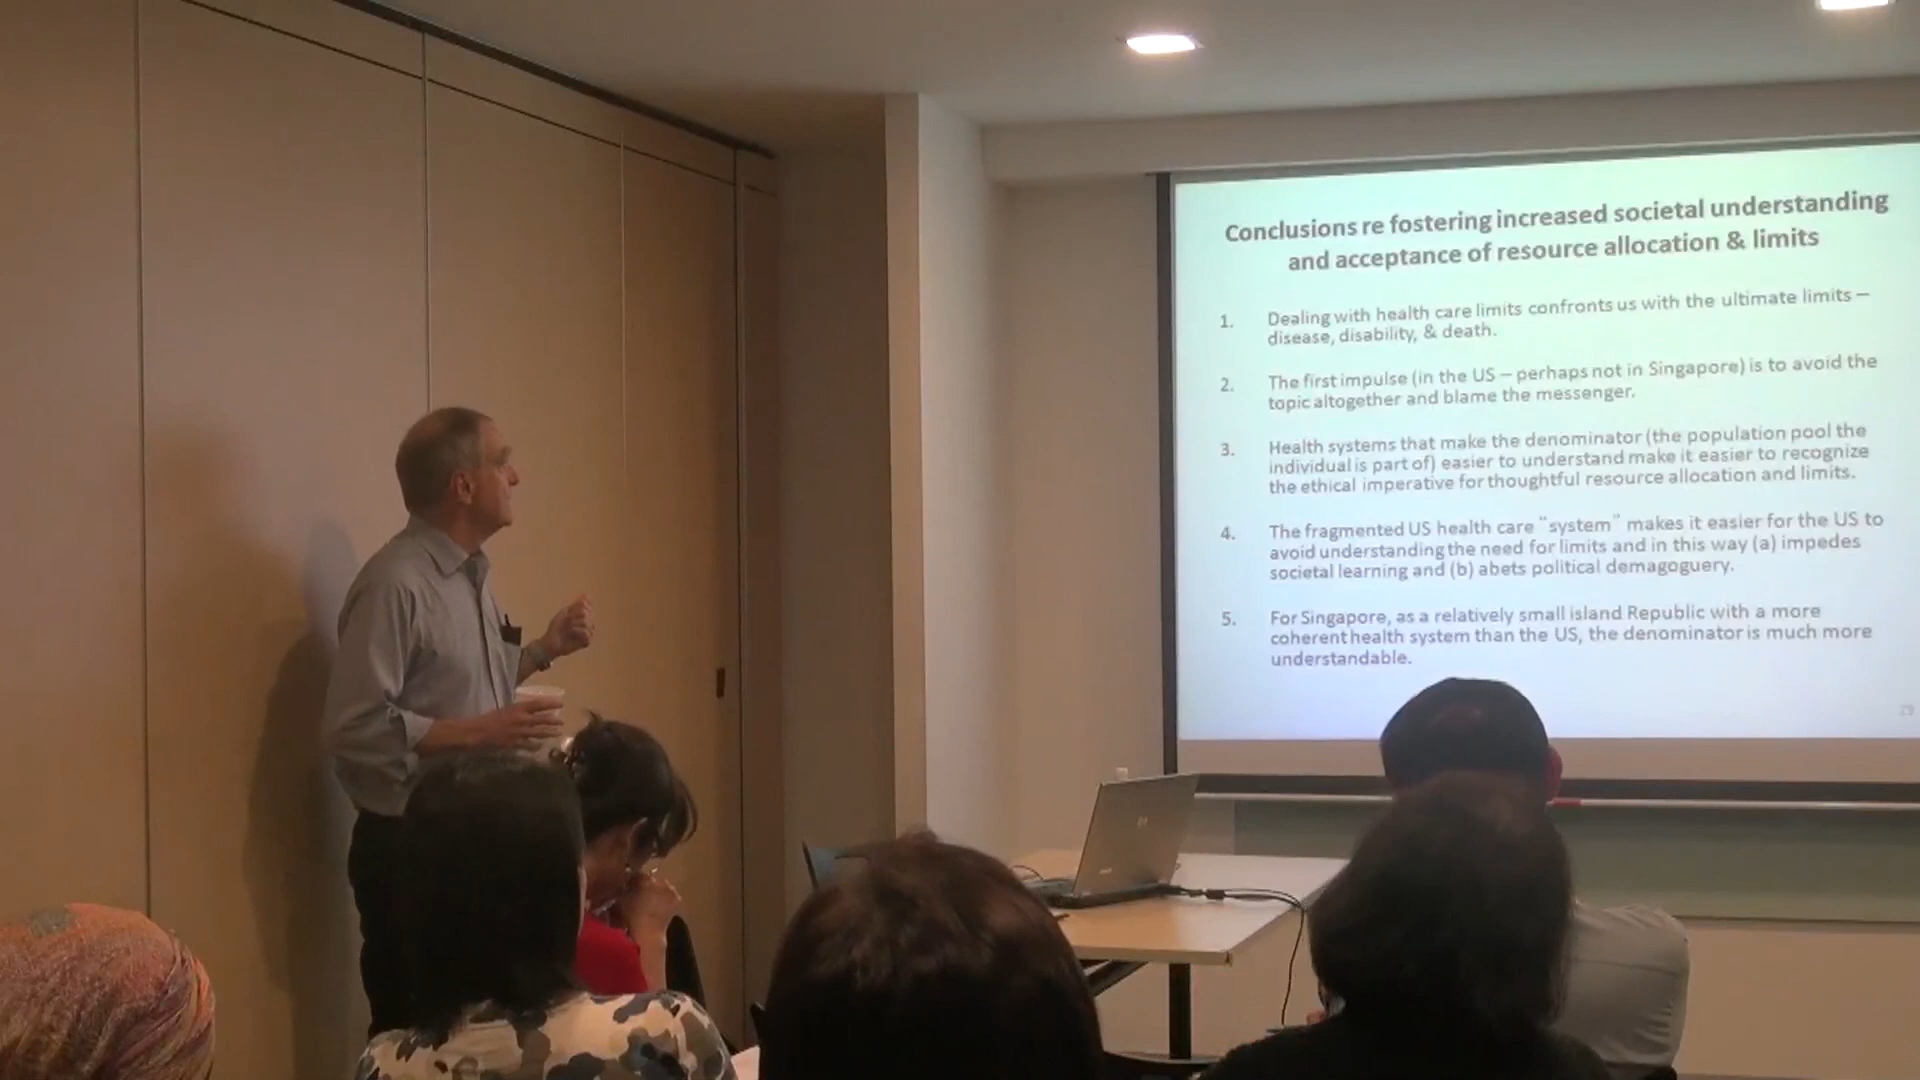 Conclusions re fostering increased societal understanding
and acceptance of resource allocation & limits
1. Dealing with health care limits confronts us with the ultimate limits –
disease, disability, & death.
2. The first impulse (in the US – perhaps not in Singapore) is to avoid the
topic altogether and blame the messenger.
3. Health systems that make the denominator (the population pool the
individual is part of) easier to understand make it easier to recognize
the ethical imperative for thoughtful resource allocation and limits.
4. The fragmented US health care "system" makes it easier for the US to
avoid understanding the need for limits and in this way (a) impedes
societal learning and (b) abets political demagoguery.
5. For Singapore, as a relatively small island Republic with a more
coherent health system than the US, the denominator is much more
understandable.
29